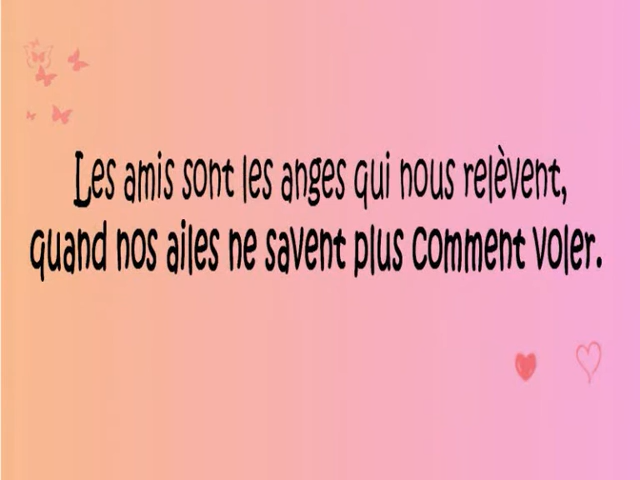 Les amis sont les anges qui nous relèvent,
quand nos ailes ne savent plus comment voler.